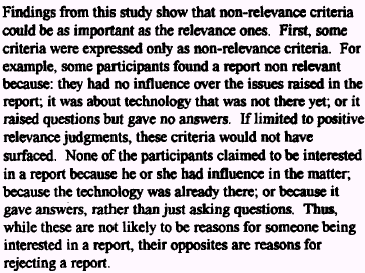 Findings from this study show that non-relevance criteria
could be as important as the relevance ones. First, some
criteria were expressed only as non-relevance criteria. For
example, some participants found a report non relevant
because: they had no influence over the issues raised in the
report; it was about technology that was not there yet; or it
raised questions but gave no answers. If limited to positive
relevance judgments, these criteria would not have
surfaced. None of the participants claimed to be interested
in a report because he or she had influence in the matter;
because the technology was already there; or because it
gave answers, rather than just asking questions. Thus,
while these are not likely to be reasons for someone being
interested in a report, their opposites are reasons for
rejecting a report.